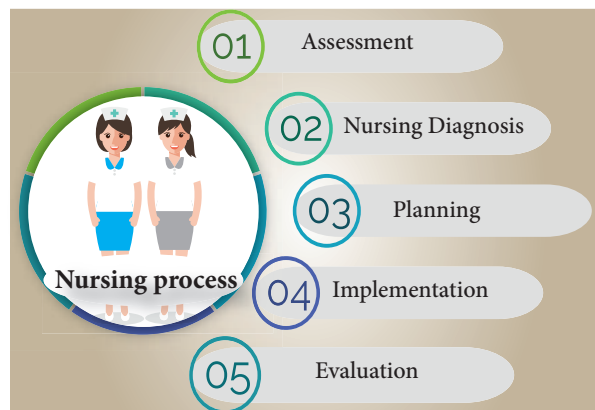 01 Assessment
02 Nursing Diagnosis
03 Planning
Nursing process
04 Implementation
05 Evaluation